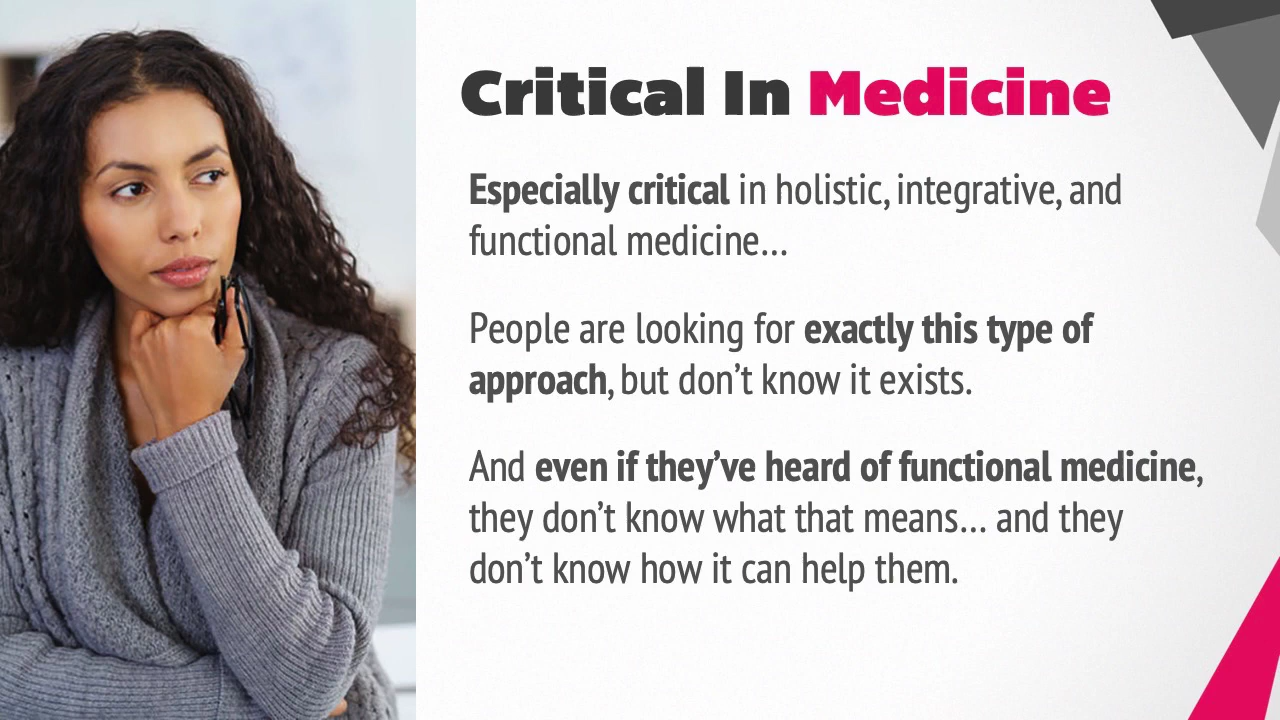 Critical In Medicine
Especially critical in holistic, integrative, and
functional medicine…
People are looking for exactly this type of
approach, but don’t know it exists.
And even if they’ve heard of functional medicine,
they don’t know what that means… and they
don’t know how it can help them.